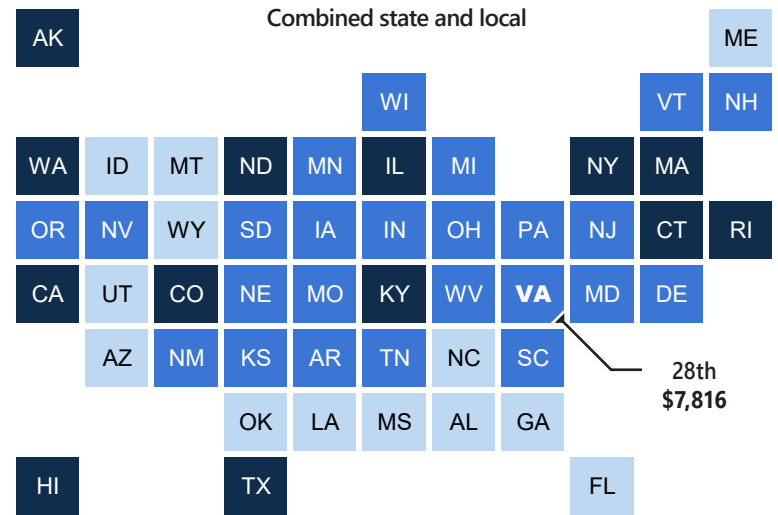 Combined state and local
AK ME
WI VT NH
WA ID MT ND MN IL MI NY MA
OR NV WY SD IA IN OH PA NJ CT RI
CA UT CO NE MO KY WV VA MD DE
AZ NM KS AR TN NC SC
28th
$7,816
OK LA MS AL GA
HI TX FL